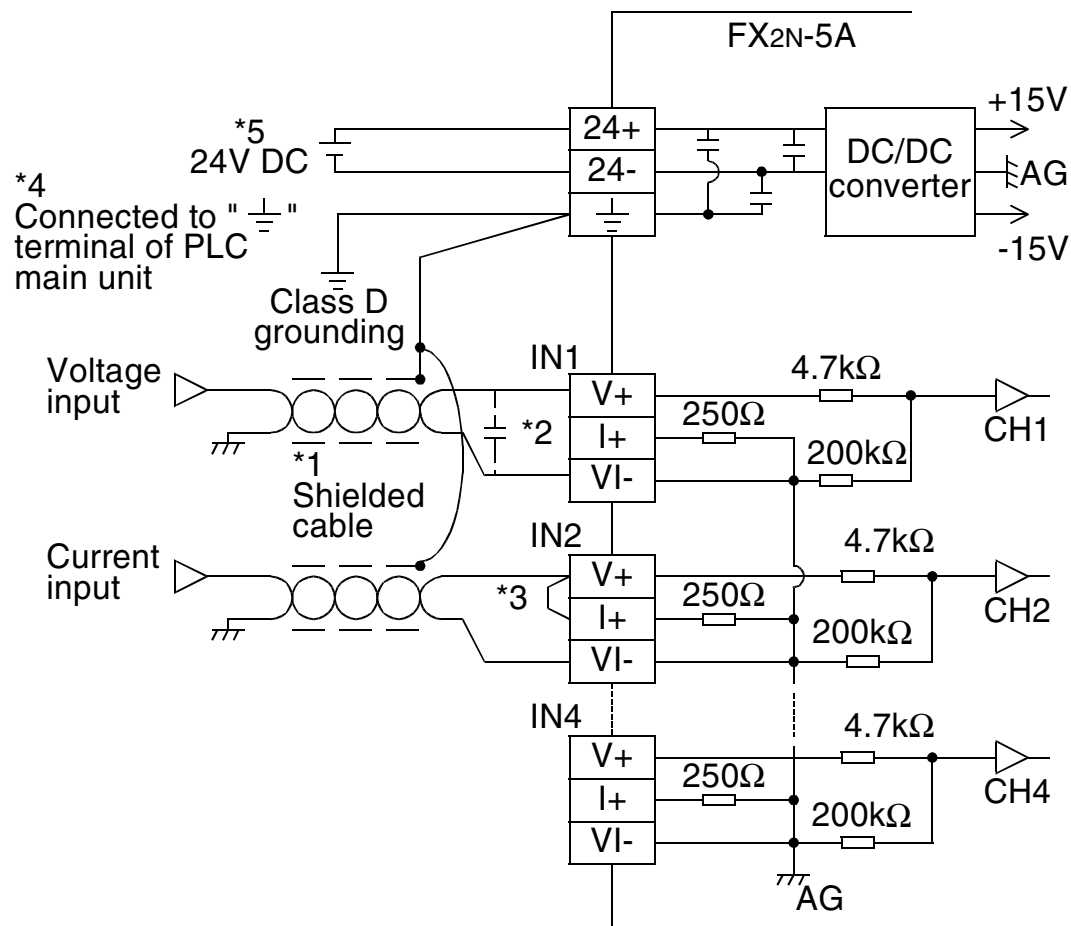 FX2N-5A
*5
24V DC
24+
24-
DC/DC
converter
+15V
AG
-15V
*4
Connected to " "
terminal of PLC
main unit
Class D
grounding
Voltage
input
*1
Shielded
cable
*2
IN1
V+
I+
VI-
4.7kΩ
250Ω
200kΩ
CH1
Current
input
*3
IN2
V+
I+
VI-
4.7kΩ
250Ω
200kΩ
CH2
IN4
V+
I+
VI-
4.7kΩ
250Ω
200kΩ
CH4
AG